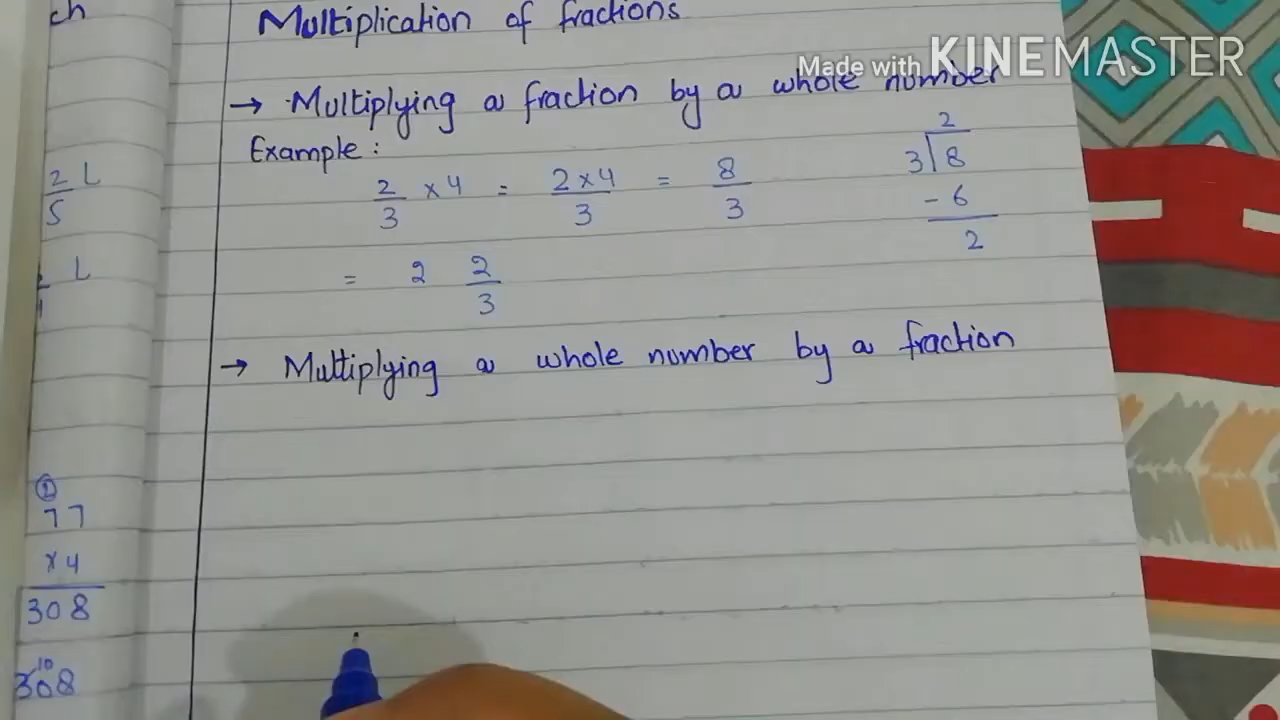 ch
2/5 L
L
②
77
x4
308
10
308
Multiplication of fractions
Made with KINEMASTER
→ Multiplying a fraction by a whole number
Example:
2/3 x 4 = 2x4/3 = 8/3
= 2 2/3
2
3|8
- 6
2
→ Multiplying a whole number by a fraction